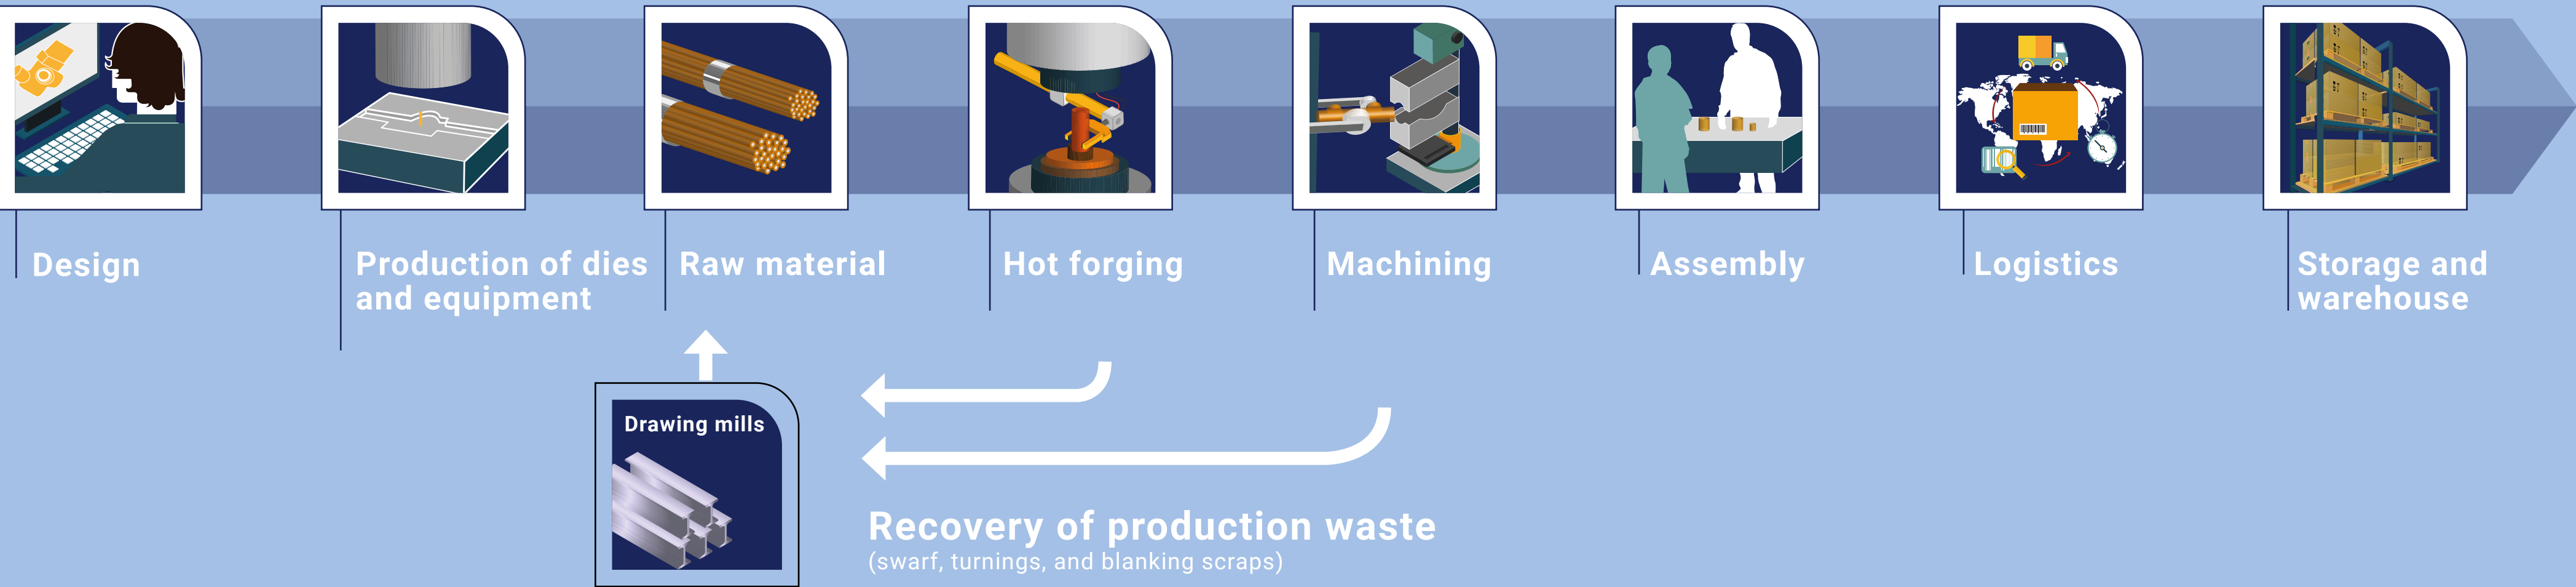 Design
Production of dies
and equipment
Raw material
Hot forging
Machining
Assembly
Logistics
Storage and
warehouse
Drawing mills
Recovery of production waste
(swarf, turnings, and blanking scraps)